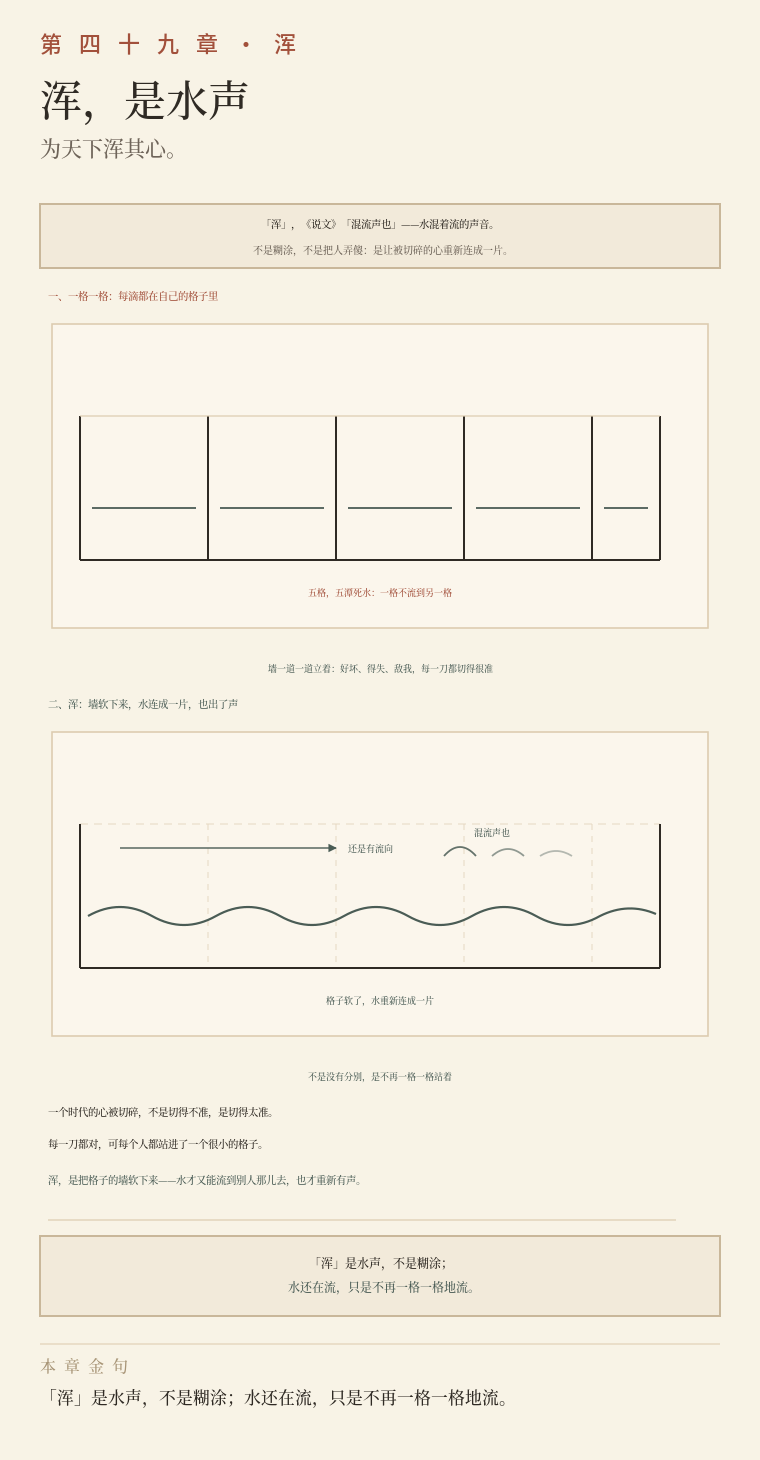 第四十九章·浑
浑，是水声
为天下浑其心。
「浑」，《说文》「混流声也」——水混着流的声音。
不是糊涂，不是把人弄傻：是让被切碎的心重新连成一片。
一、一格一格：每滴都在自己的格子里
五格，五潭死水：一格不流到另一格
墙一道一道立着：好坏、得失、敌我，每一刀都切得很准
二、浑：墙软下来，水连成一片，也出了声
混流声也
还是有流向
格子软了，水重新连成一片
不是没有分别，是不再一格一格站着
一个时代的心被切碎，不是切得不准，是切得太准。
每一刀都对，可每个人都站进了一个很小的格子。
浑，是把格子的墙软下来——水才又能流到别人那儿去，也才重新有声。
「浑」是水声，不是糊涂；
水还在流，只是不再一格一格地流。
本章金句
「浑」是水声，不是糊涂；水还在流，只是不再一格一格地流。